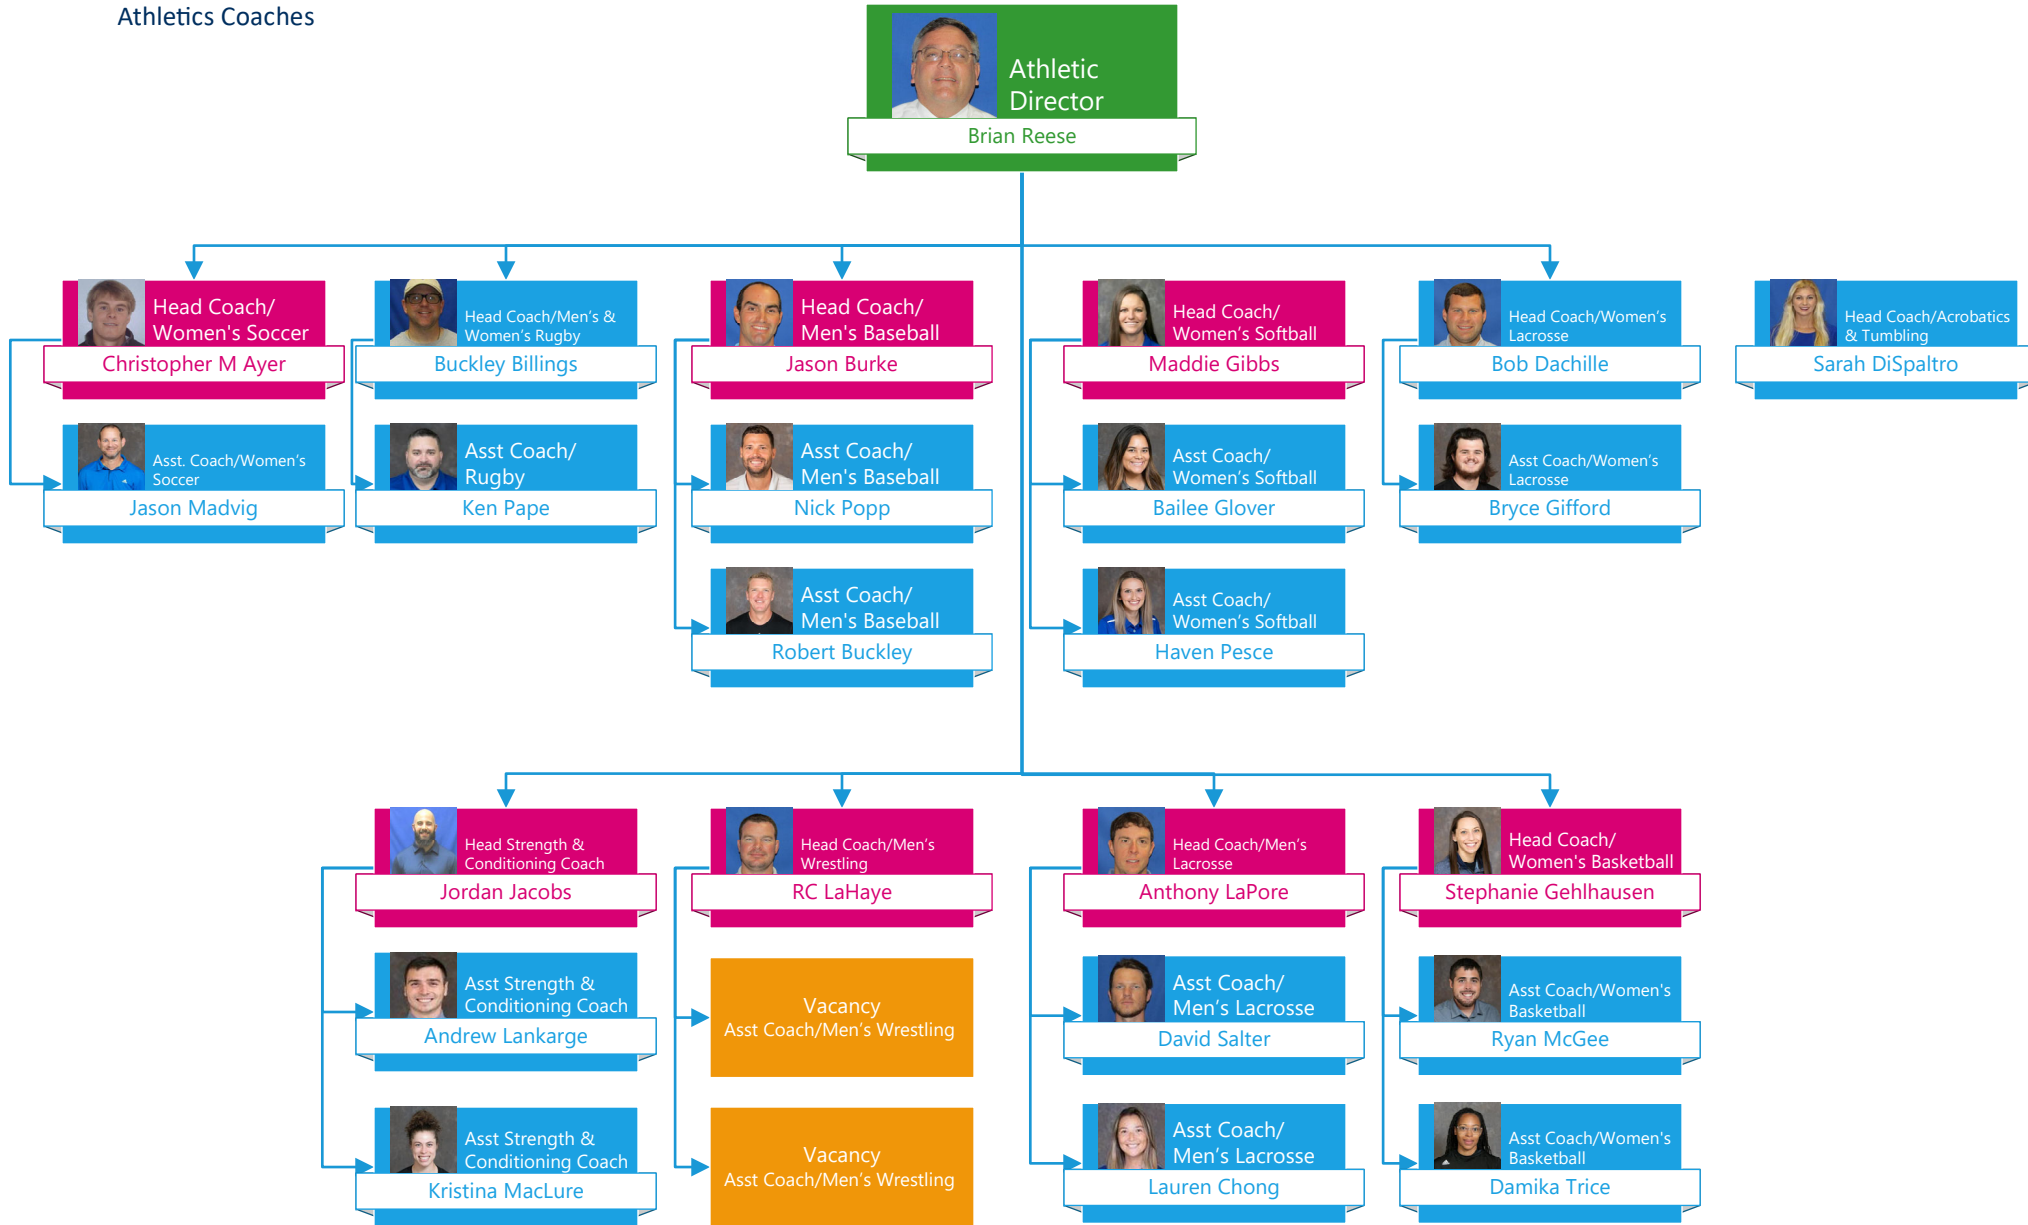 Athletics Coaches
Athletic
Director
Brian Reese
Head Coach/
Women's Soccer
Christopher M Ayer
Head Coach/Men's &
Women's Rugby
Buckley Billings
Head Coach/
Men's Baseball
Jason Burke
Head Coach/
Women's Softball
Maddie Gibbs
Head Coach/Women's
Lacrosse
Bob Dachille
Head Coach/Acrobatics
& Tumbling
Sarah DiSpaltro
Asst. Coach/Women's
Soccer
Jason Madvig
Asst Coach/
Rugby
Ken Pape
Asst Coach/
Men's Baseball
Nick Popp
Asst Coach/
Women's Softball
Bailee Glover
Asst Coach/Women's
Lacrosse
Bryce Gifford
Asst Coach/
Men's Baseball
Robert Buckley
Asst Coach/
Women's Softball
Haven Pesce
Head Strength &
Conditioning Coach
Jordan Jacobs
Head Coach/Men's
Wrestling
RC LaHaye
Head Coach/Men's
Lacrosse
Anthony LaPore
Head Coach/
Women's Basketball
Stephanie Gehlhausen
Asst Strength &
Conditioning Coach
Andrew Lankarge
Vacancy
Asst Coach/Men's Wrestling
Asst Coach/
Men's Lacrosse
David Salter
Asst Coach/Women's
Basketball
Ryan McGee
Asst Strength &
Conditioning Coach
Kristina MacLure
Vacancy
Asst Coach/Men's Wrestling
Asst Coach/
Men's Lacrosse
Lauren Chong
Asst Coach/Women's
Basketball
Damika Trice